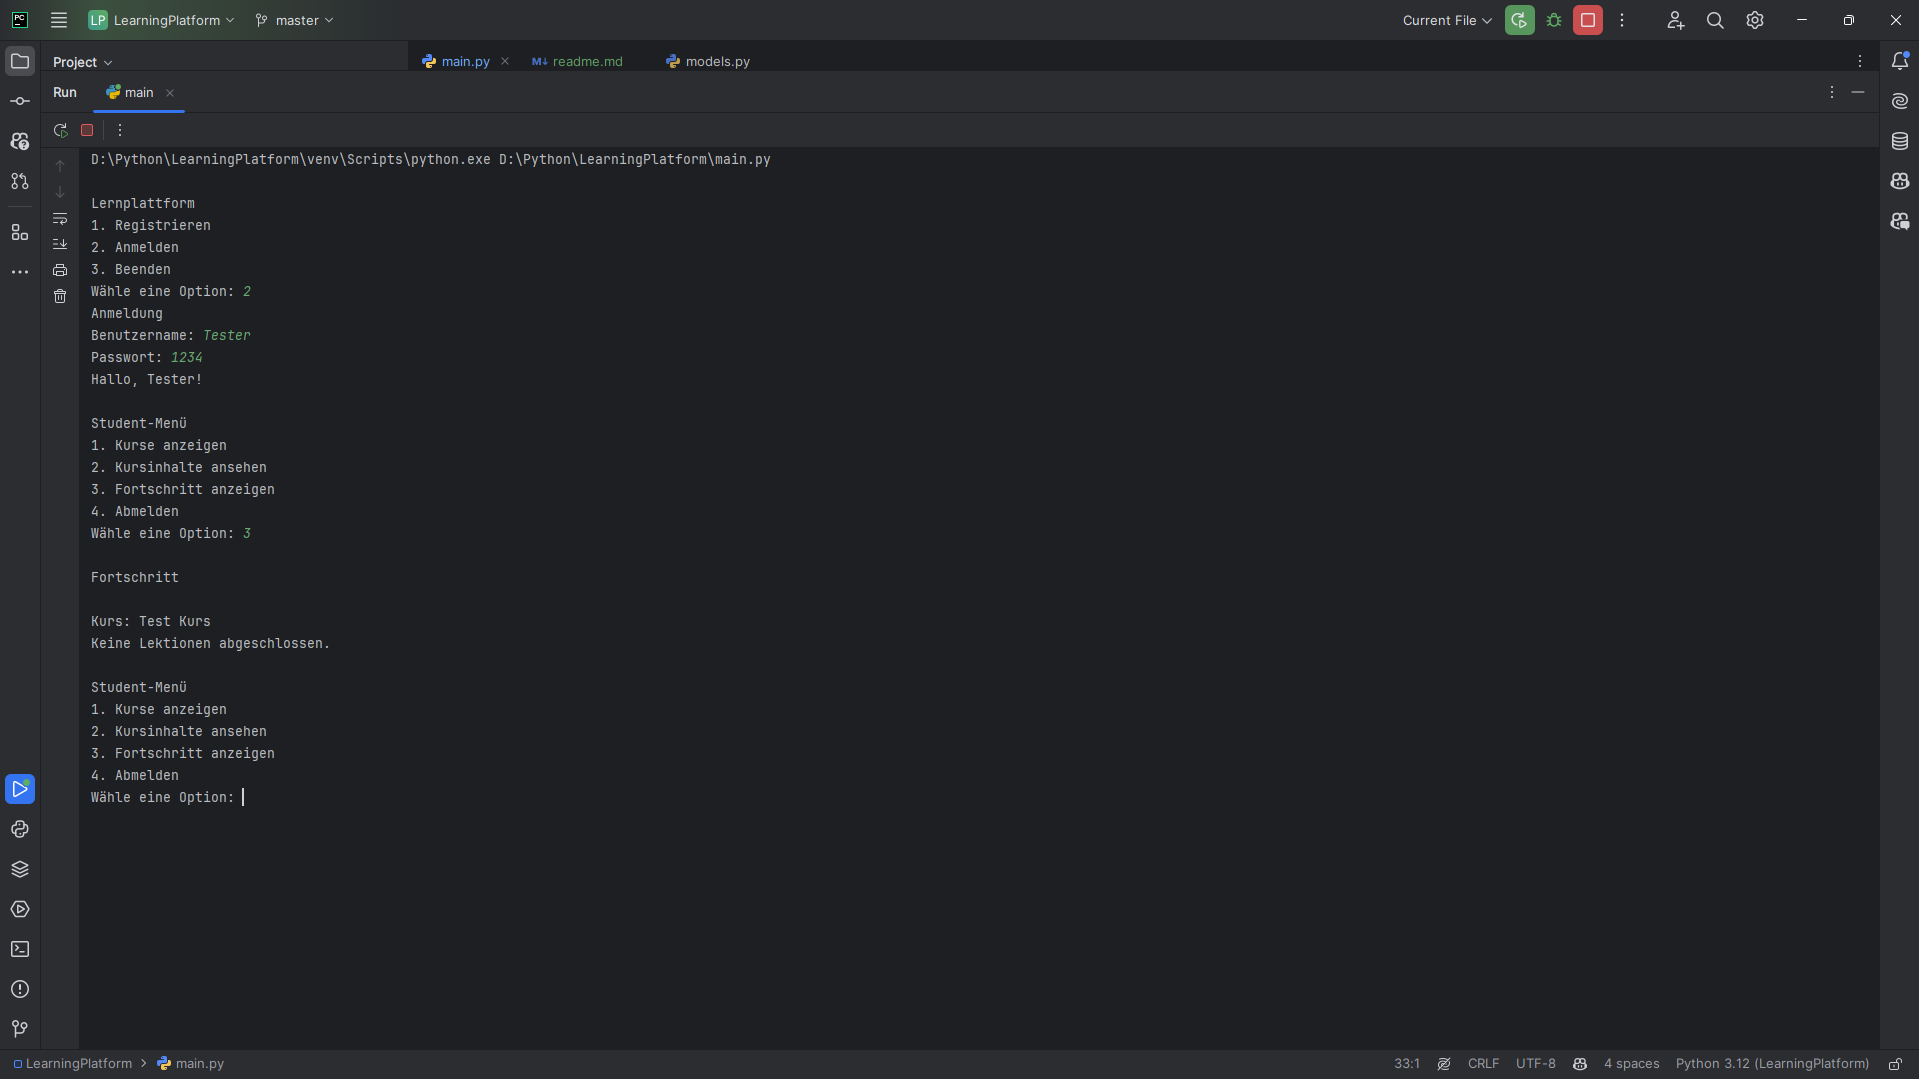 PC
LP LearningPlatform master Current File
Project main.py readme.md models.py
Run main
D:\Python\LearningPlatform\venv\Scripts\python.exe D:\Python\LearningPlatform\main.py
Lernplattform
1. Registrieren
2. Anmelden
3. Beenden
Wähle eine Option: 2
Anmeldung
Benutzername: Tester
Passwort: 1234
Hallo, Tester!
Student-Menü
1. Kurse anzeigen
2. Kursinhalte ansehen
3. Fortschritt anzeigen
4. Abmelden
Wähle eine Option: 3
Fortschritt
Kurs: Test Kurs
Keine Lektionen abgeschlossen.
Student-Menü
1. Kurse anzeigen
2. Kursinhalte ansehen
3. Fortschritt anzeigen
4. Abmelden
Wähle eine Option:
LearningPlatform main.py 33:1 CRLF UTF-8 4 spaces Python 3.12 (LearningPlatform)